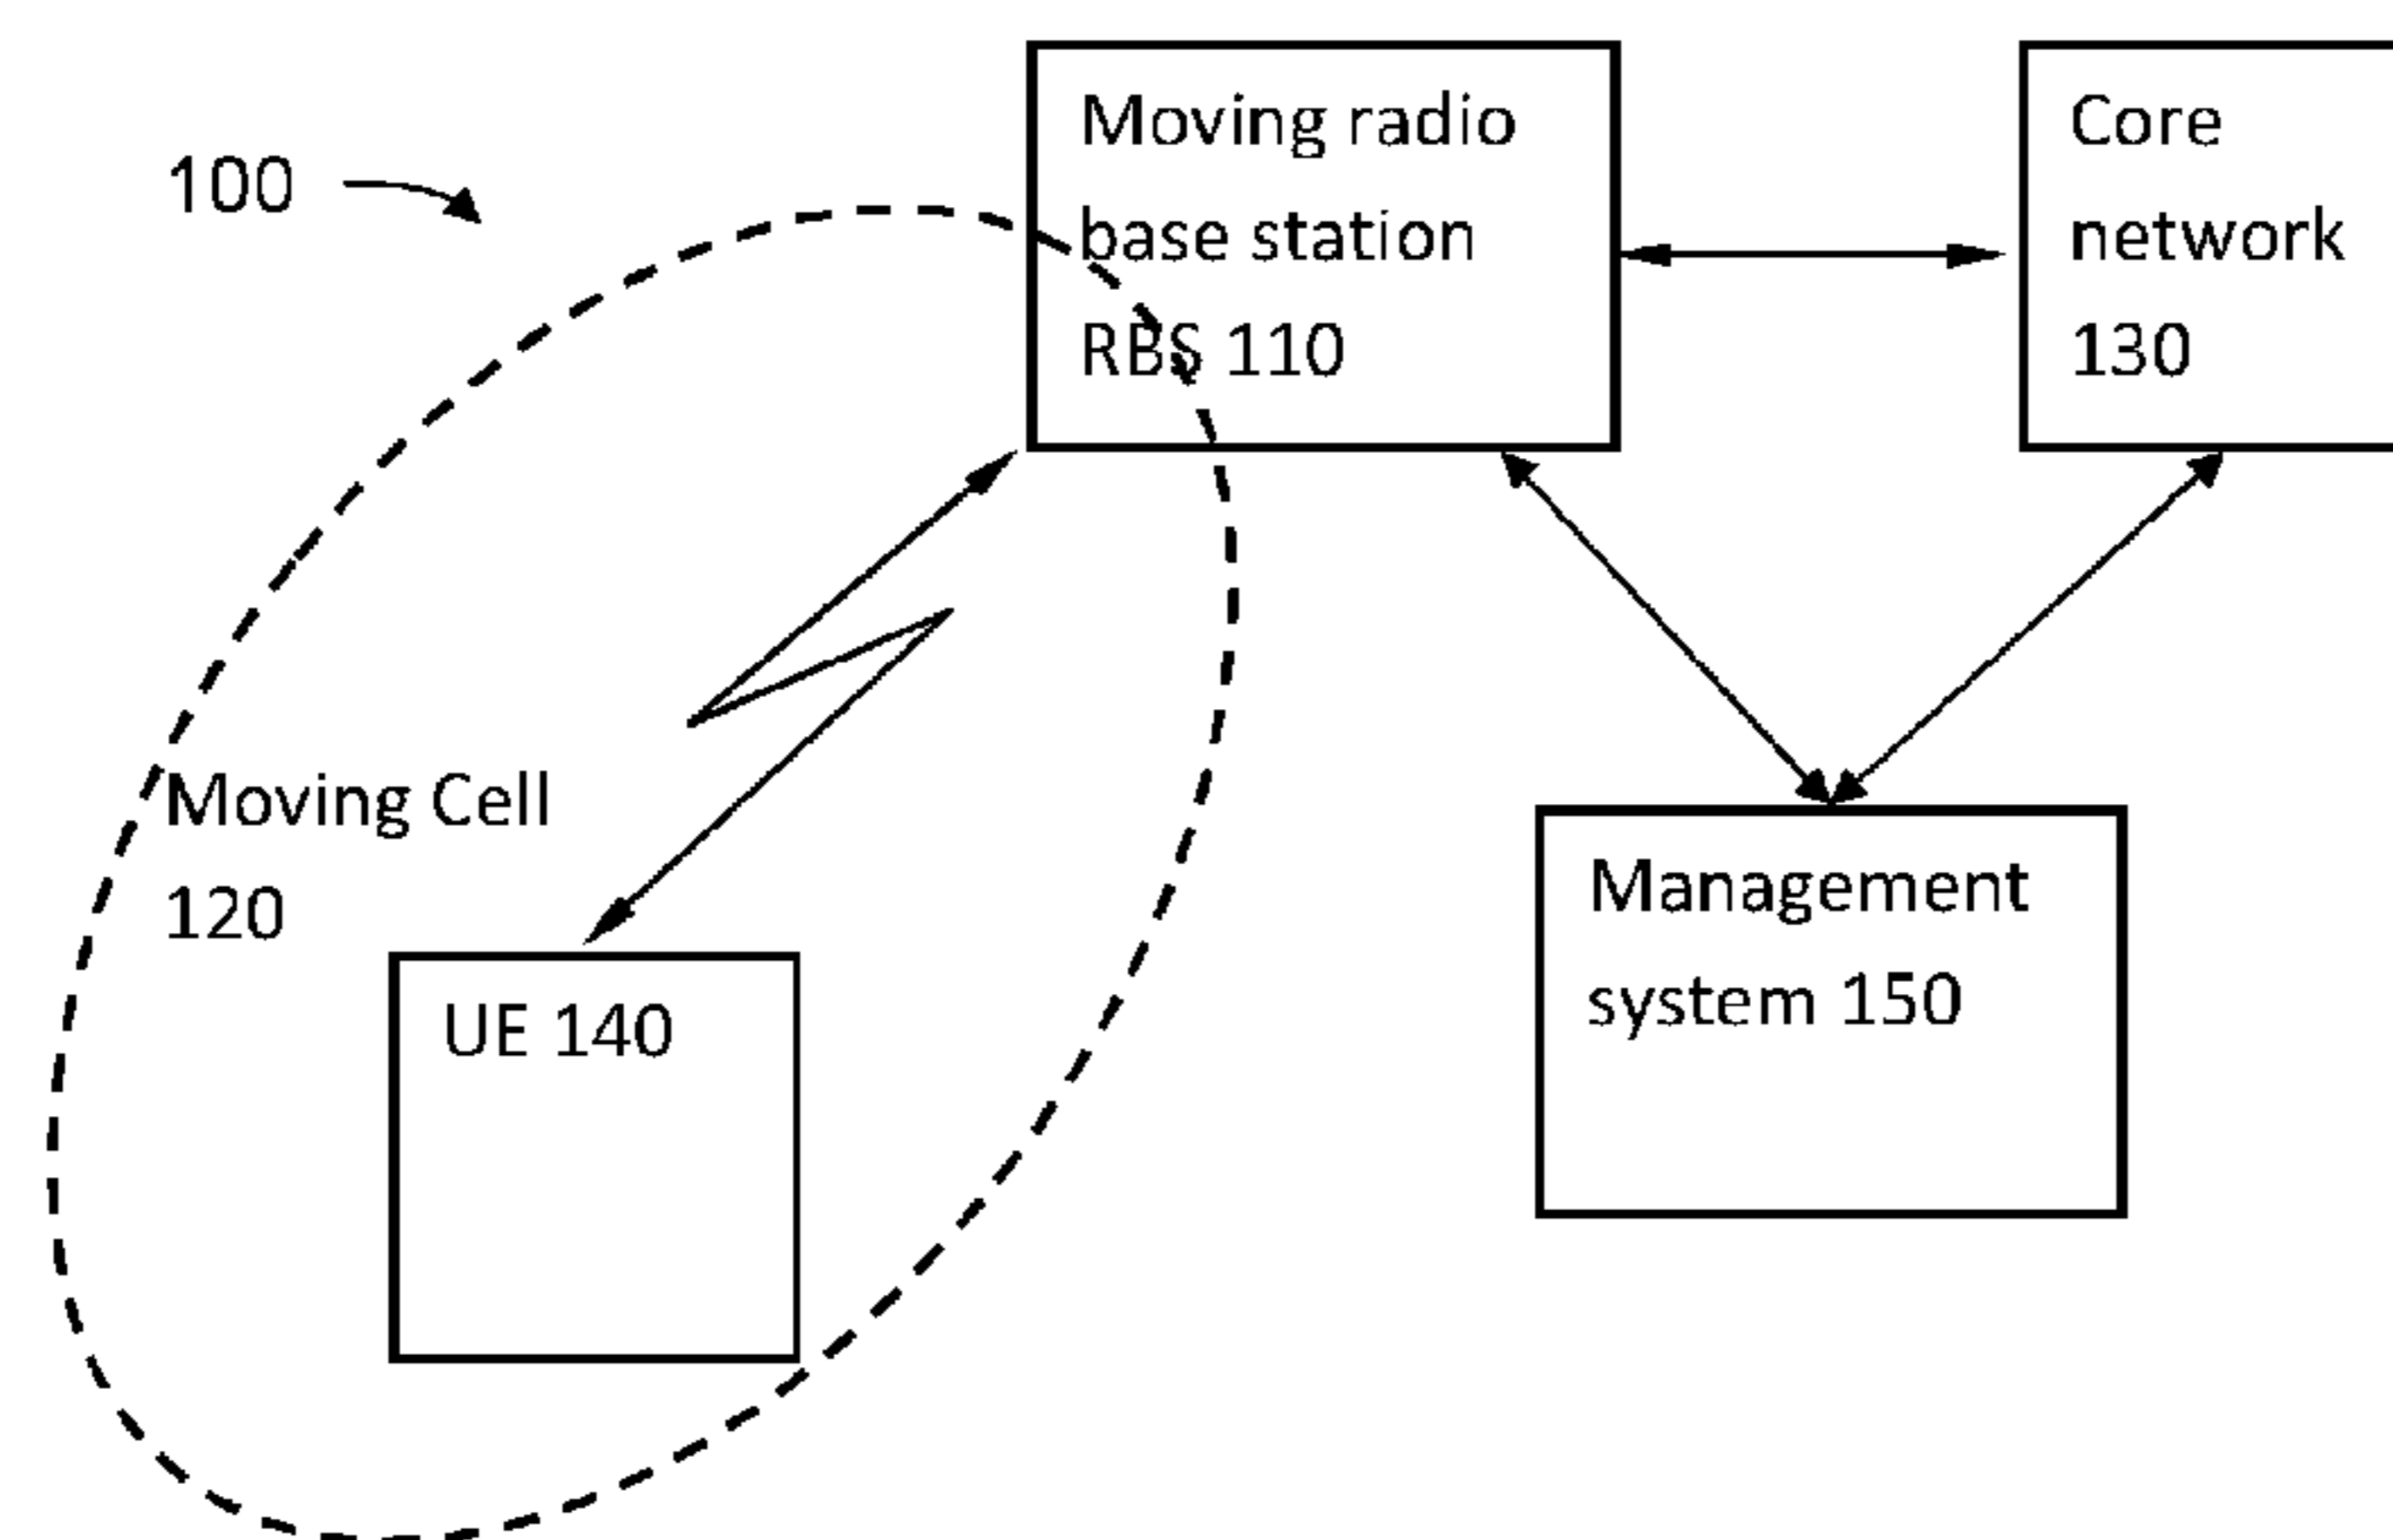 100
Moving radio
base station
RBS 110
Core
network
130
Moving Cell
120
UE 140
Management
system 150